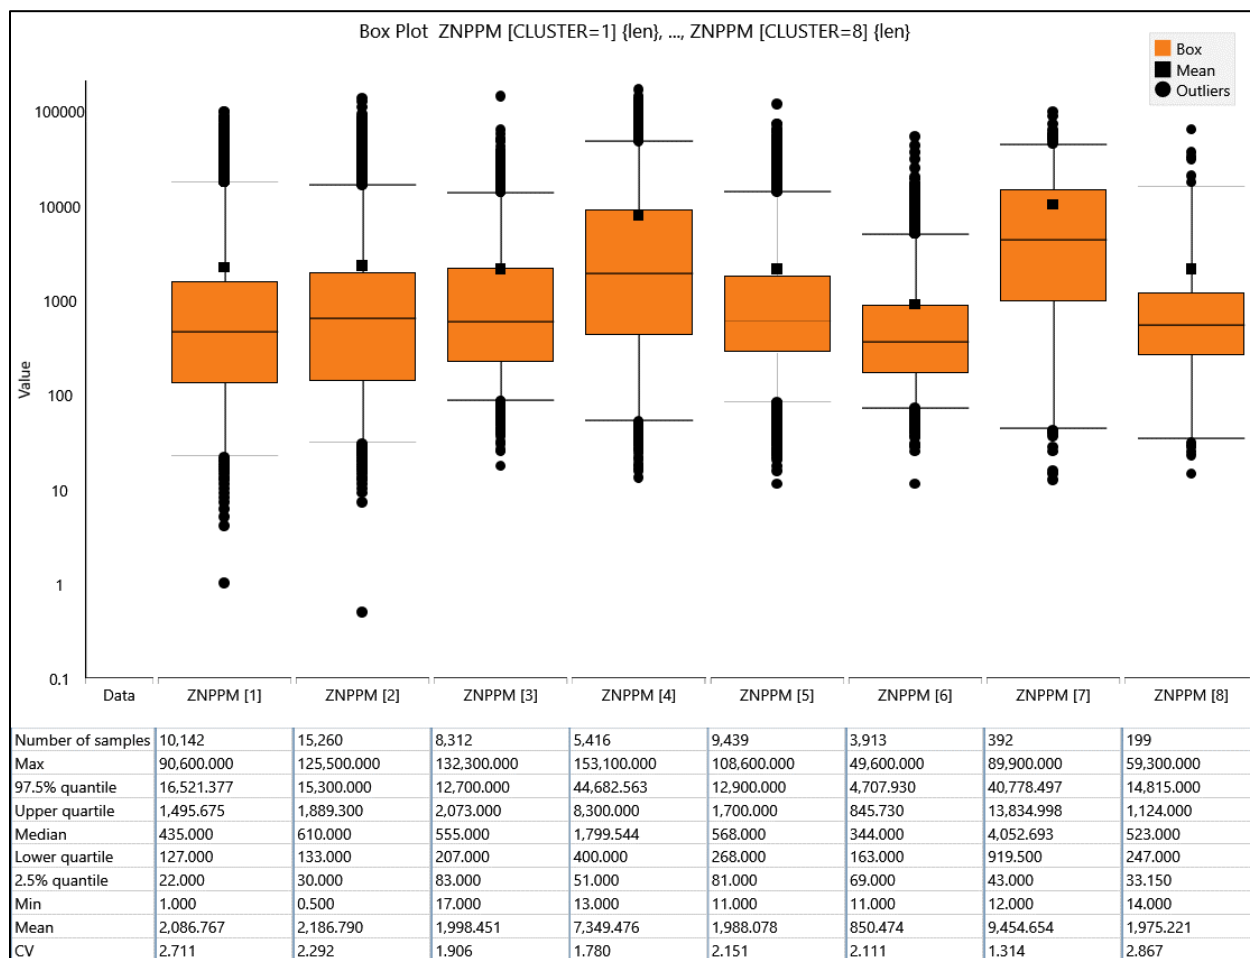 Box Plot ZNPPM [CLUSTER=1] {len}, ..., ZNPPM [CLUSTER=8] {len}
Box
Mean
Outliers
100000
10000
1000
100
10
1
0.1
Value
Data ZNPPM [1] ZNPPM [2] ZNPPM [3] ZNPPM [4] ZNPPM [5] ZNPPM [6] ZNPPM [7] ZNPPM [8]
Number of samples 10,142 15,260 8,312 5,416 9,439 3,913 392 199
Max 90,600.000 125,500.000 132,300.000 153,100.000 108,600.000 49,600.000 89,900.000 59,300.000
97.5% quantile 16,521.377 15,300.000 12,700.000 44,682.563 12,900.000 4,707.930 40,778.497 14,815.000
Upper quartile 1,495.675 1,889.300 2,073.000 8,300.000 1,700.000 845.730 13,834.998 1,124.000
Median 435.000 610.000 555.000 1,799.544 568.000 344.000 4,052.693 523.000
Lower quartile 127.000 133.000 207.000 400.000 268.000 163.000 919.500 247.000
2.5% quantile 22.000 30.000 83.000 51.000 81.000 69.000 43.000 33.150
Min 1.000 0.500 17.000 13.000 11.000 11.000 12.000 14.000
Mean 2,086.767 2,186.790 1,998.451 7,349.476 1,988.078 850.474 9,454.654 1,975.221
CV 2.711 2.292 1.906 1.780 2.151 2.111 1.314 2.867